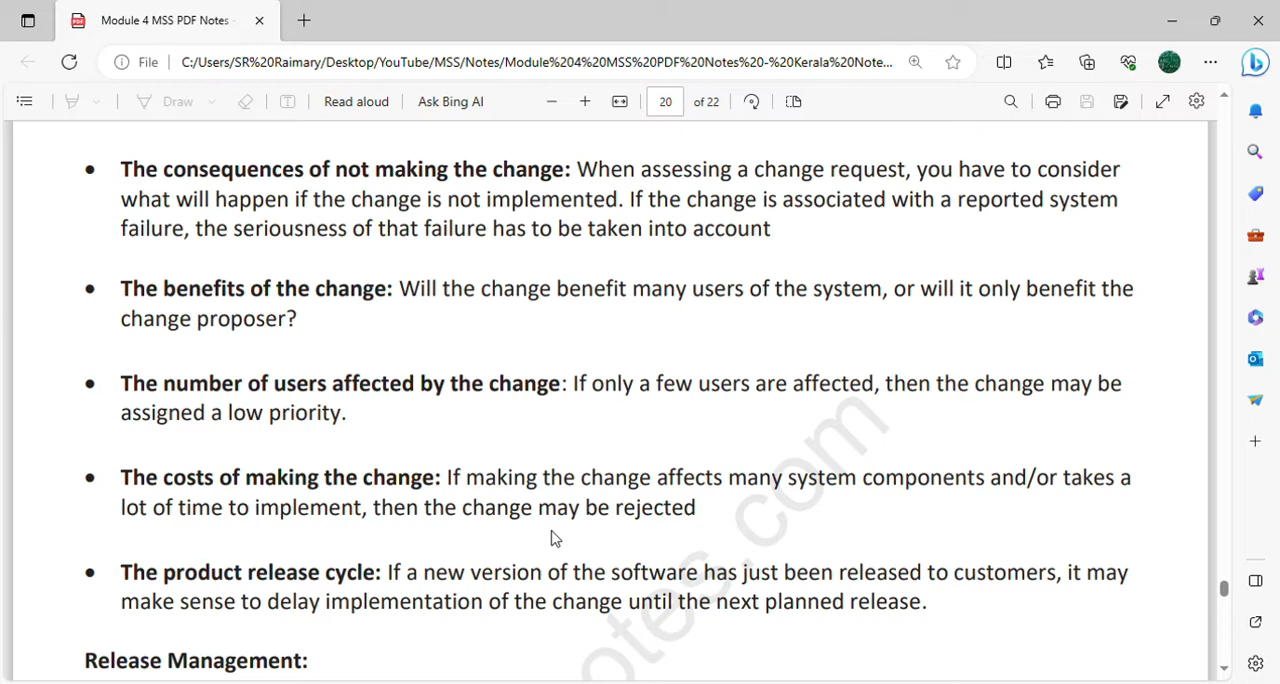 Module 4 MSS PDF Notes -
File
C:/Users/SR%20Raimary/Desktop/YouTube/MSS/Notes/Module%204%20MSS%20PDF%20Notes%20-%20Kerala%20Note...
Draw
Read aloud
Ask Bing AI
20
of 22
• The consequences of not making the change: When assessing a change request, you have to consider
what will happen if the change is not implemented. If the change is associated with a reported system
failure, the seriousness of that failure has to be taken into account
• The benefits of the change: Will the change benefit many users of the system, or will it only benefit the
change proposer?
• The number of users affected by the change: If only a few users are affected, then the change may be
assigned a low priority.
• The costs of making the change: If making the change affects many system components and/or takes a
lot of time to implement, then the change may be rejected
• The product release cycle: If a new version of the software has just been released to customers, it may
make sense to delay implementation of the change until the next planned release.
Release Management:
otes.com